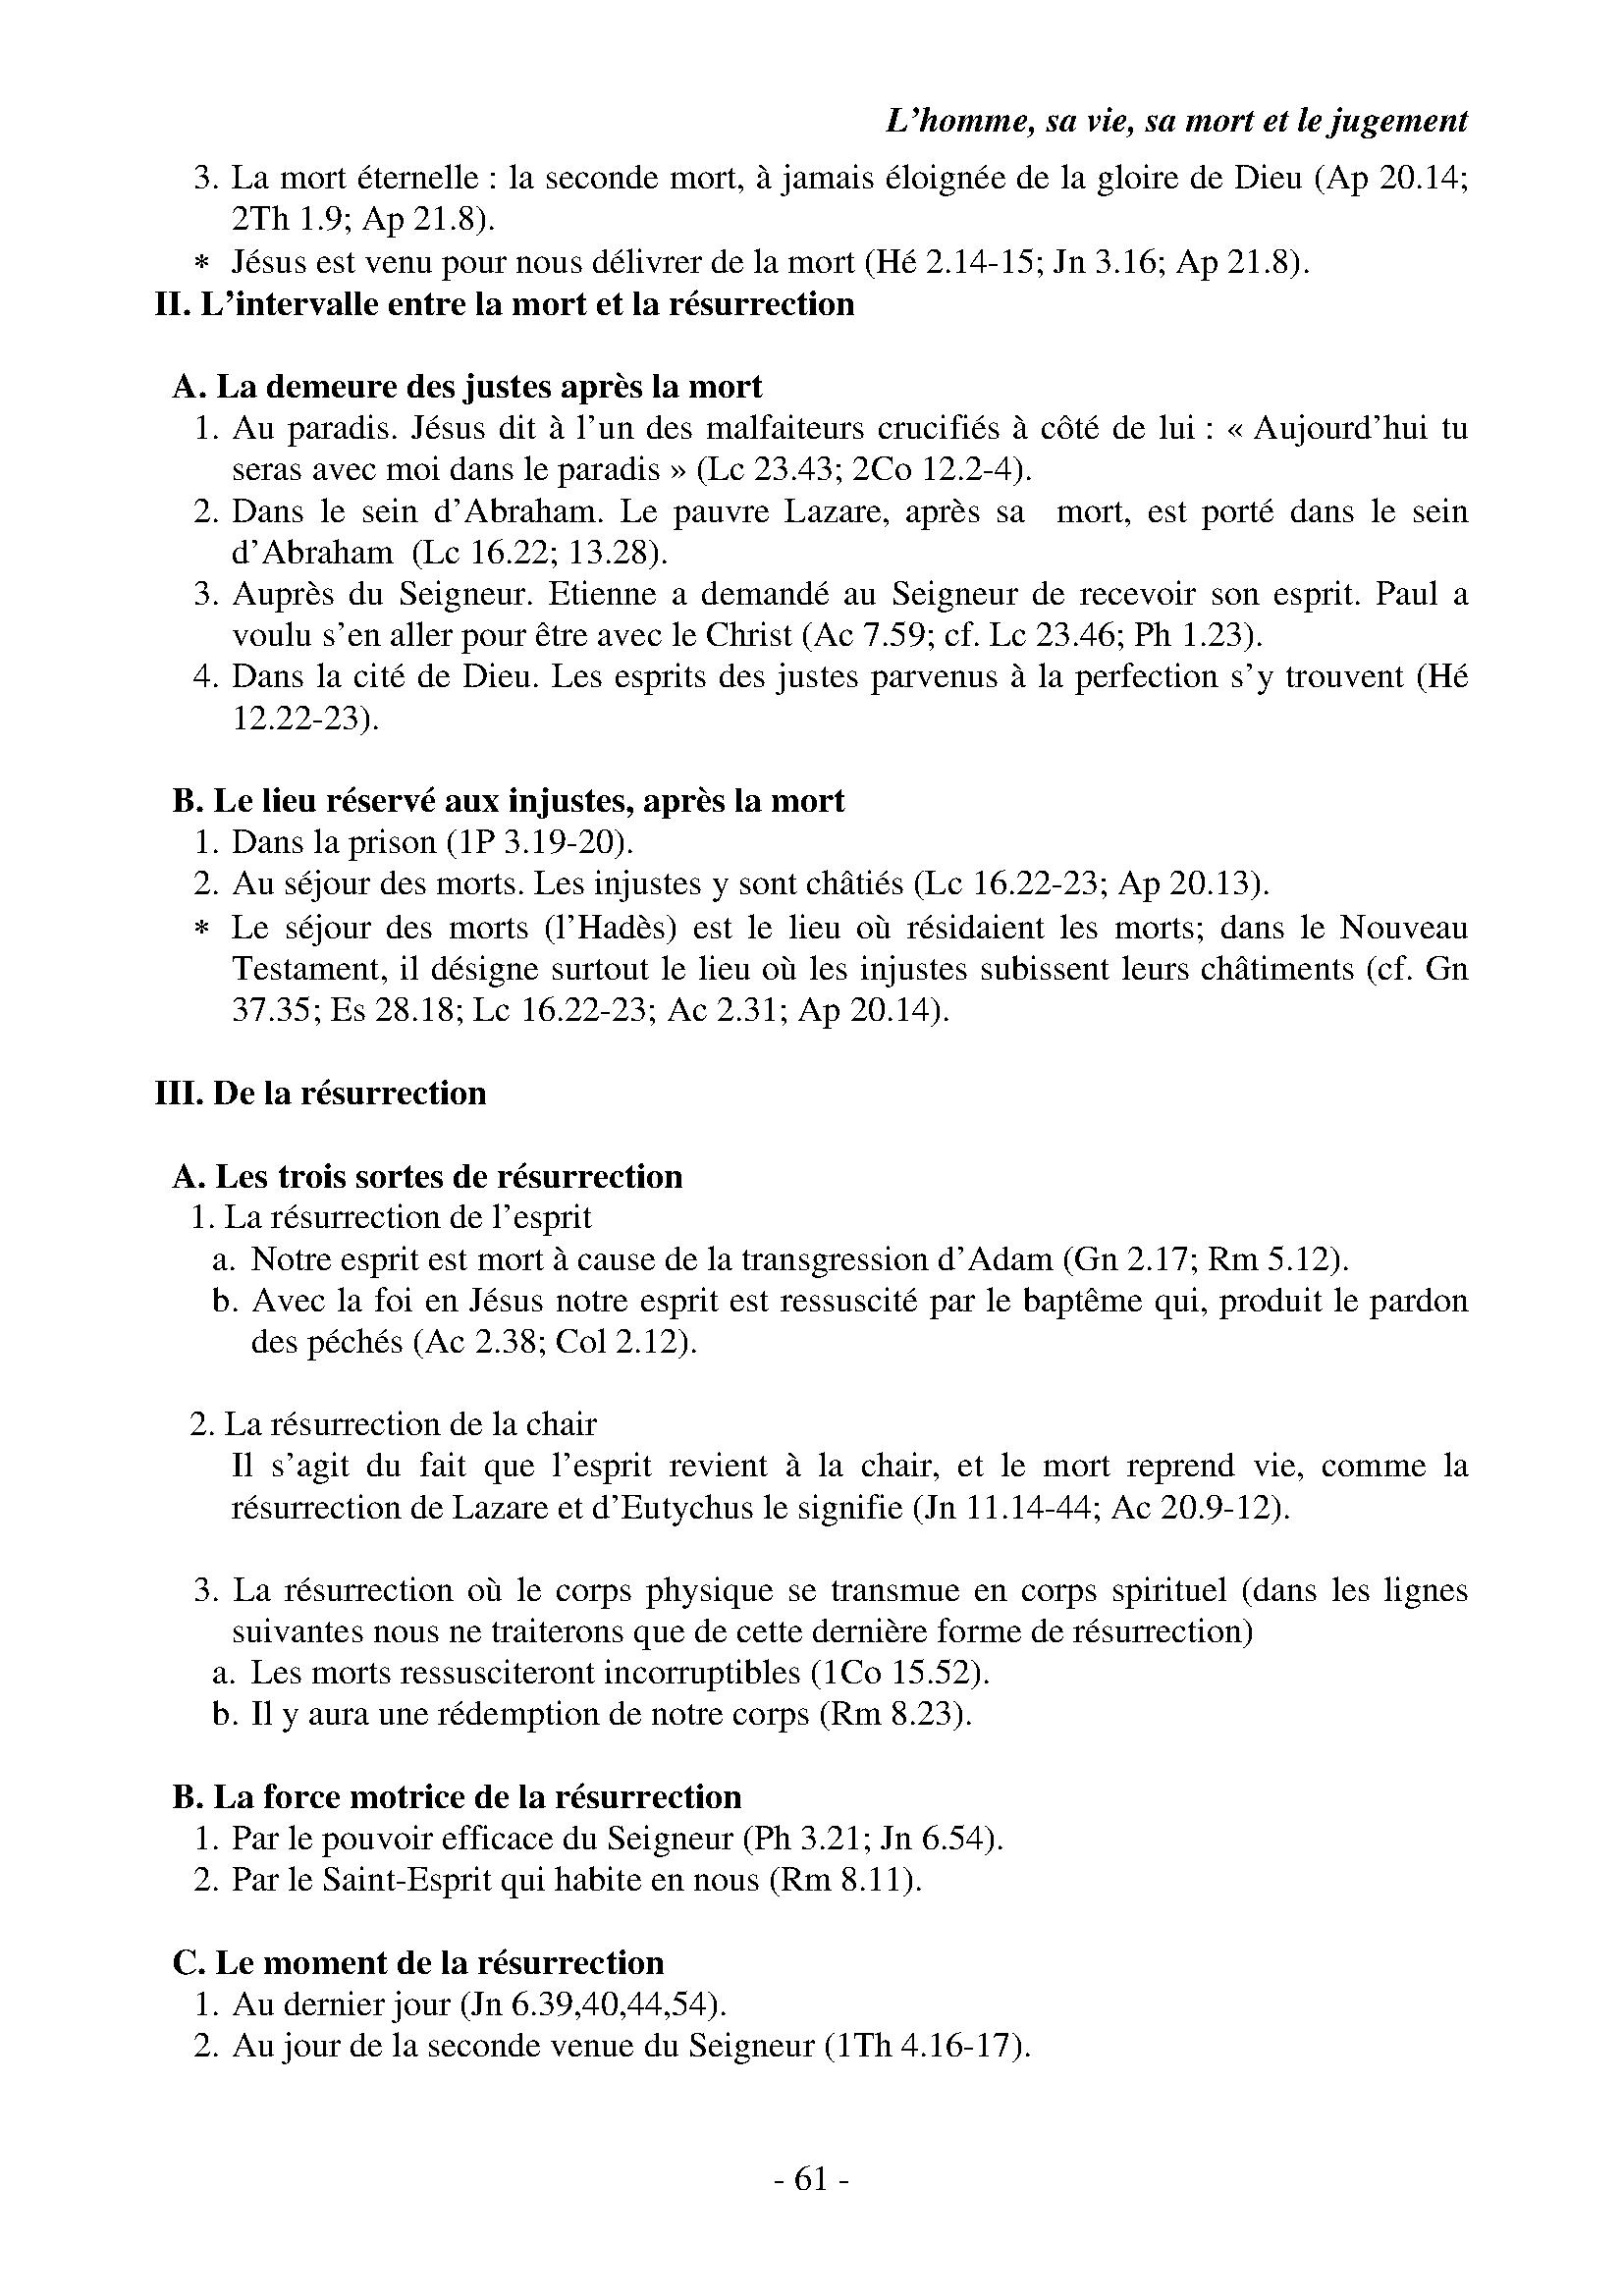 L’homme, sa vie, sa mort et le jugement
3. La mort éternelle : la seconde mort, à jamais éloignée de la gloire de Dieu (Ap 20.14;
2Th 1.9; Ap 21.8).
* Jésus est venu pour nous délivrer de la mort (Hé 2.14-15; Jn 3.16; Ap 21.8).
II. L’intervalle entre la mort et la résurrection
A. La demeure des justes après la mort
1. Au paradis. Jésus dit à l’un des malfaiteurs crucifiés à côté de lui : « Aujourd’hui tu
seras avec moi dans le paradis » (Lc 23.43; 2Co 12.2-4).
2. Dans le sein d’Abraham. Le pauvre Lazare, après sa mort, est porté dans le sein
d’Abraham (Lc 16.22; 13.28).
3. Auprès du Seigneur. Etienne a demandé au Seigneur de recevoir son esprit. Paul a
voulu s’en aller pour être avec le Christ (Ac 7.59; cf. Lc 23.46; Ph 1.23).
4. Dans la cité de Dieu. Les esprits des justes parvenus à la perfection s’y trouvent (Hé
12.22-23).
B. Le lieu réservé aux injustes, après la mort
1. Dans la prison (1P 3.19-20).
2. Au séjour des morts. Les injustes y sont châtiés (Lc 16.22-23; Ap 20.13).
* Le séjour des morts (l’Hadès) est le lieu où résidaient les morts; dans le Nouveau
Testament, il désigne surtout le lieu où les injustes subissent leurs châtiments (cf. Gn
37.35; Es 28.18; Lc 16.22-23; Ac 2.31; Ap 20.14).
III. De la résurrection
A. Les trois sortes de résurrection
1. La résurrection de l’esprit
a. Notre esprit est mort à cause de la transgression d’Adam (Gn 2.17; Rm 5.12).
b. Avec la foi en Jésus notre esprit est ressuscité par le baptême qui, produit le pardon
des péchés (Ac 2.38; Col 2.12).
2. La résurrection de la chair
Il s’agit du fait que l’esprit revient à la chair, et le mort reprend vie, comme la
résurrection de Lazare et d’Eutychus le signifie (Jn 11.14-44; Ac 20.9-12).
3. La résurrection où le corps physique se transmue en corps spirituel (dans les lignes
suivantes nous ne traiterons que de cette dernière forme de résurrection)
a. Les morts ressusciteront incorruptibles (1Co 15.52).
b. Il y aura une rédemption de notre corps (Rm 8.23).
B. La force motrice de la résurrection
1. Par le pouvoir efficace du Seigneur (Ph 3.21; Jn 6.54).
2. Par le Saint-Esprit qui habite en nous (Rm 8.11).
C. Le moment de la résurrection
1. Au dernier jour (Jn 6.39,40,44,54).
2. Au jour de la seconde venue du Seigneur (1Th 4.16-17).
- 61 -